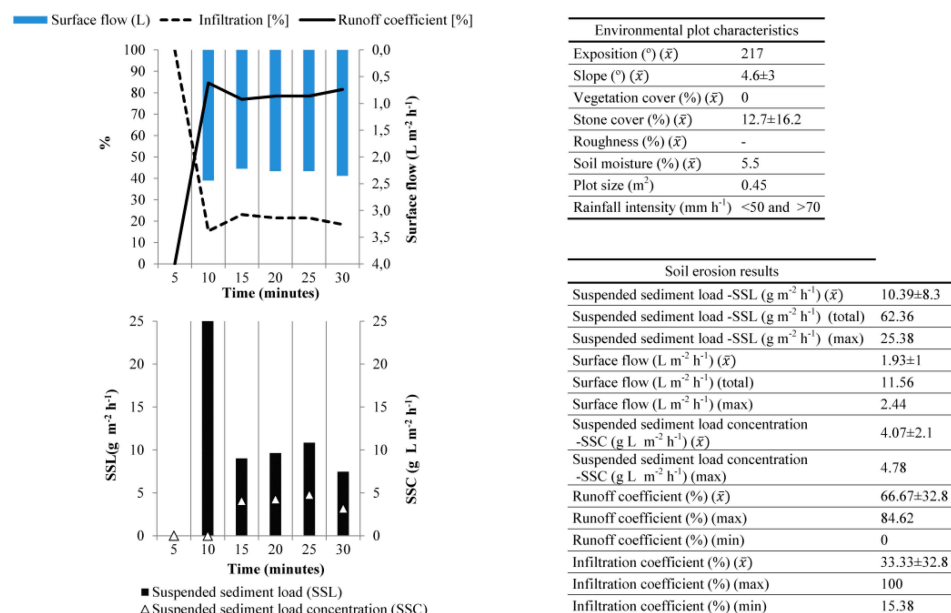 Surface flow (L) Infiltration [%] Runoff coefficient [%]
100 0,0
90 0,5
80 1,0
70 1,5
60
50 2,0
40 2,5
30 3,0
20
10 3,5
0 4,0
%
Surface flow (L m⁻² h⁻¹)
5 10 15 20 25 30
Time (minutes)
25 25
20 20
15 15
10 10
5 5
0 0
SSL(g m⁻² h⁻¹)
SSC (g L m⁻² h⁻¹)
5 10 15 20 25 30
Time (minutes)
■ Suspended sediment load (SSL)
△ Suspended sediment load concentration (SSC)
Environmental plot characteristics
Exposition (º) (x̄) 217
Slope (º) (x̄) 4.6±3
Vegetation cover (%) (x̄) 0
Stone cover (%) (x̄) 12.7±16.2
Roughness (%) (x̄) -
Soil moisture (%) (x̄) 5.5
Plot size (m²) 0.45
Rainfall intensity (mm h⁻¹) <50 and >70
Soil erosion results
Suspended sediment load -SSL (g m⁻² h⁻¹) (x̄) 10.39±8.3
Suspended sediment load -SSL (g m⁻² h⁻¹) (total) 62.36
Suspended sediment load -SSL (g m⁻² h⁻¹) (max) 25.38
Surface flow (L m⁻² h⁻¹) (x̄) 1.93±1
Surface flow (L m⁻² h⁻¹) (total) 11.56
Surface flow (L m⁻² h⁻¹) (max) 2.44
Suspended sediment load concentration
-SSC (g L m⁻² h⁻¹) (x̄) 4.07±2.1
Suspended sediment load concentration
-SSC (g L m⁻² h⁻¹) (max) 4.78
Runoff coefficient (%) (x̄) 66.67±32.8
Runoff coefficient (%) (max) 84.62
Runoff coefficient (%) (min) 0
Infiltration coefficient (%) (x̄) 33.33±32.8
Infiltration coefficient (%) (max) 100
Infiltration coefficient (%) (min) 15.38